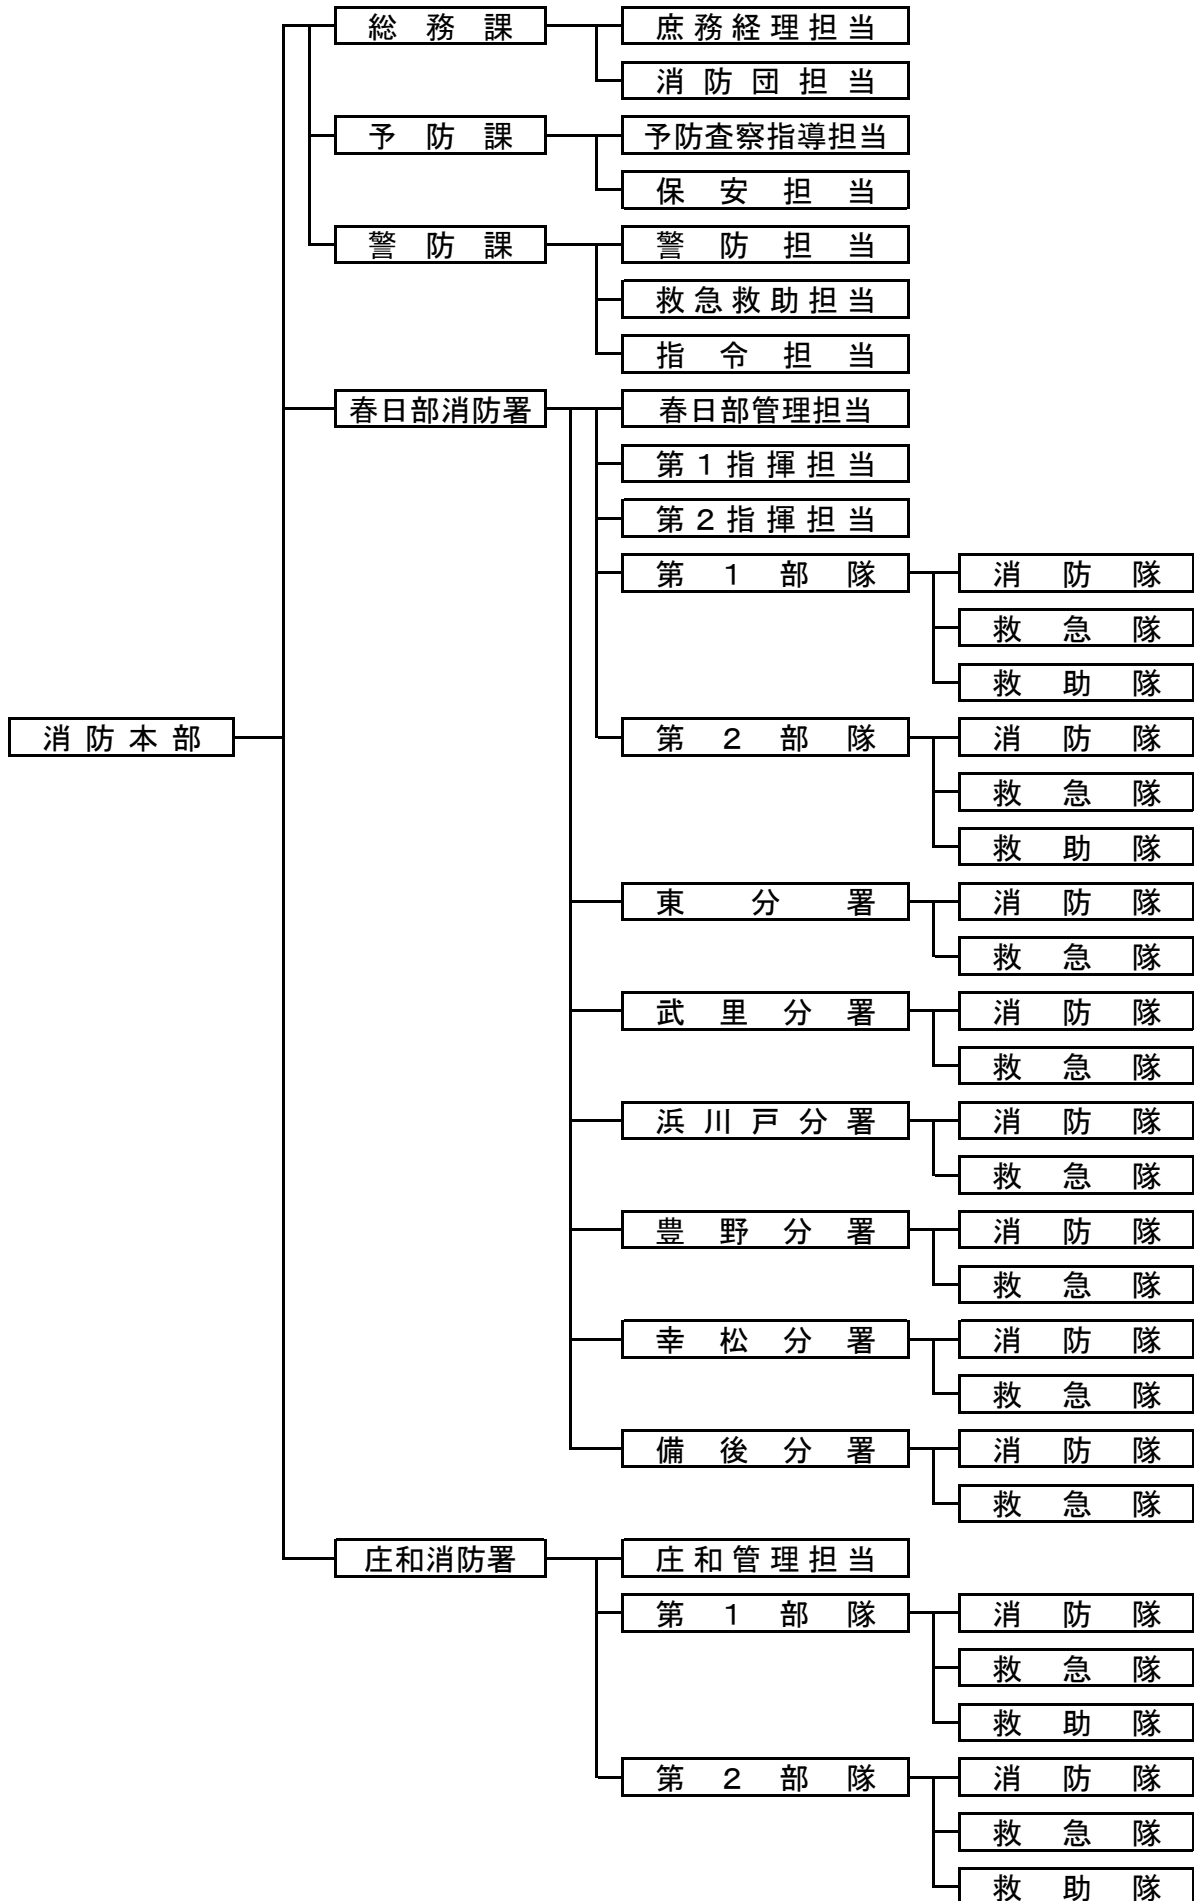 総務課 庶務経理担当
消防団担当
予防課 予防査察指導担当
保安担当
警防課 警防担当
救急救助担当
指令担当
春日部消防署 春日部管理担当
第1指揮担当
第2指揮担当
第1部隊 消防隊
救急隊
救助隊
消防本部 第2部隊 消防隊
救急隊
救助隊
東分署 消防隊
救急隊
武里分署 消防隊
救急隊
浜川戸分署 消防隊
救急隊
豊野分署 消防隊
救急隊
幸松分署 消防隊
救急隊
備後分署 消防隊
救急隊
庄和消防署 庄和管理担当
第1部隊 消防隊
救急隊
救助隊
第2部隊 消防隊
救急隊
救助隊